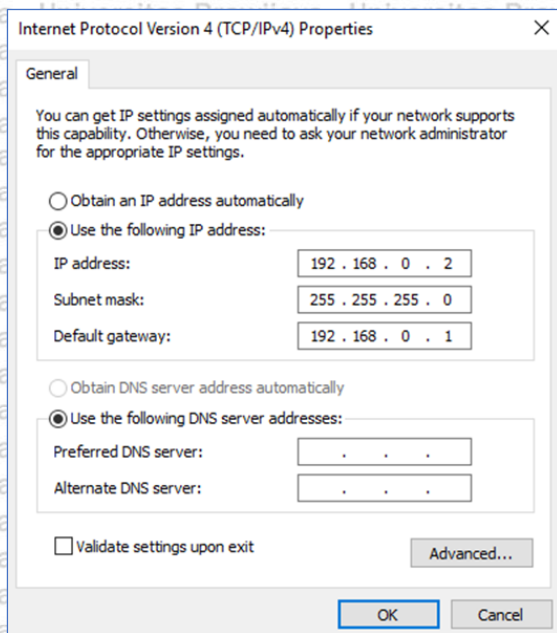 Internet Protocol Version 4 (TCP/IPv4) Properties
General
You can get IP settings assigned automatically if your network supports
this capability. Otherwise, you need to ask your network administrator
for the appropriate IP settings.
Obtain an IP address automatically
Use the following IP address:
IP address: 192 . 168 . 0 . 2
Subnet mask: 255 . 255 . 255 . 0
Default gateway: 192 . 168 . 0 . 1
Obtain DNS server address automatically
Use the following DNS server addresses:
Preferred DNS server: . . .
Alternate DNS server: . . .
Validate settings upon exit
Advanced...
OK Cancel